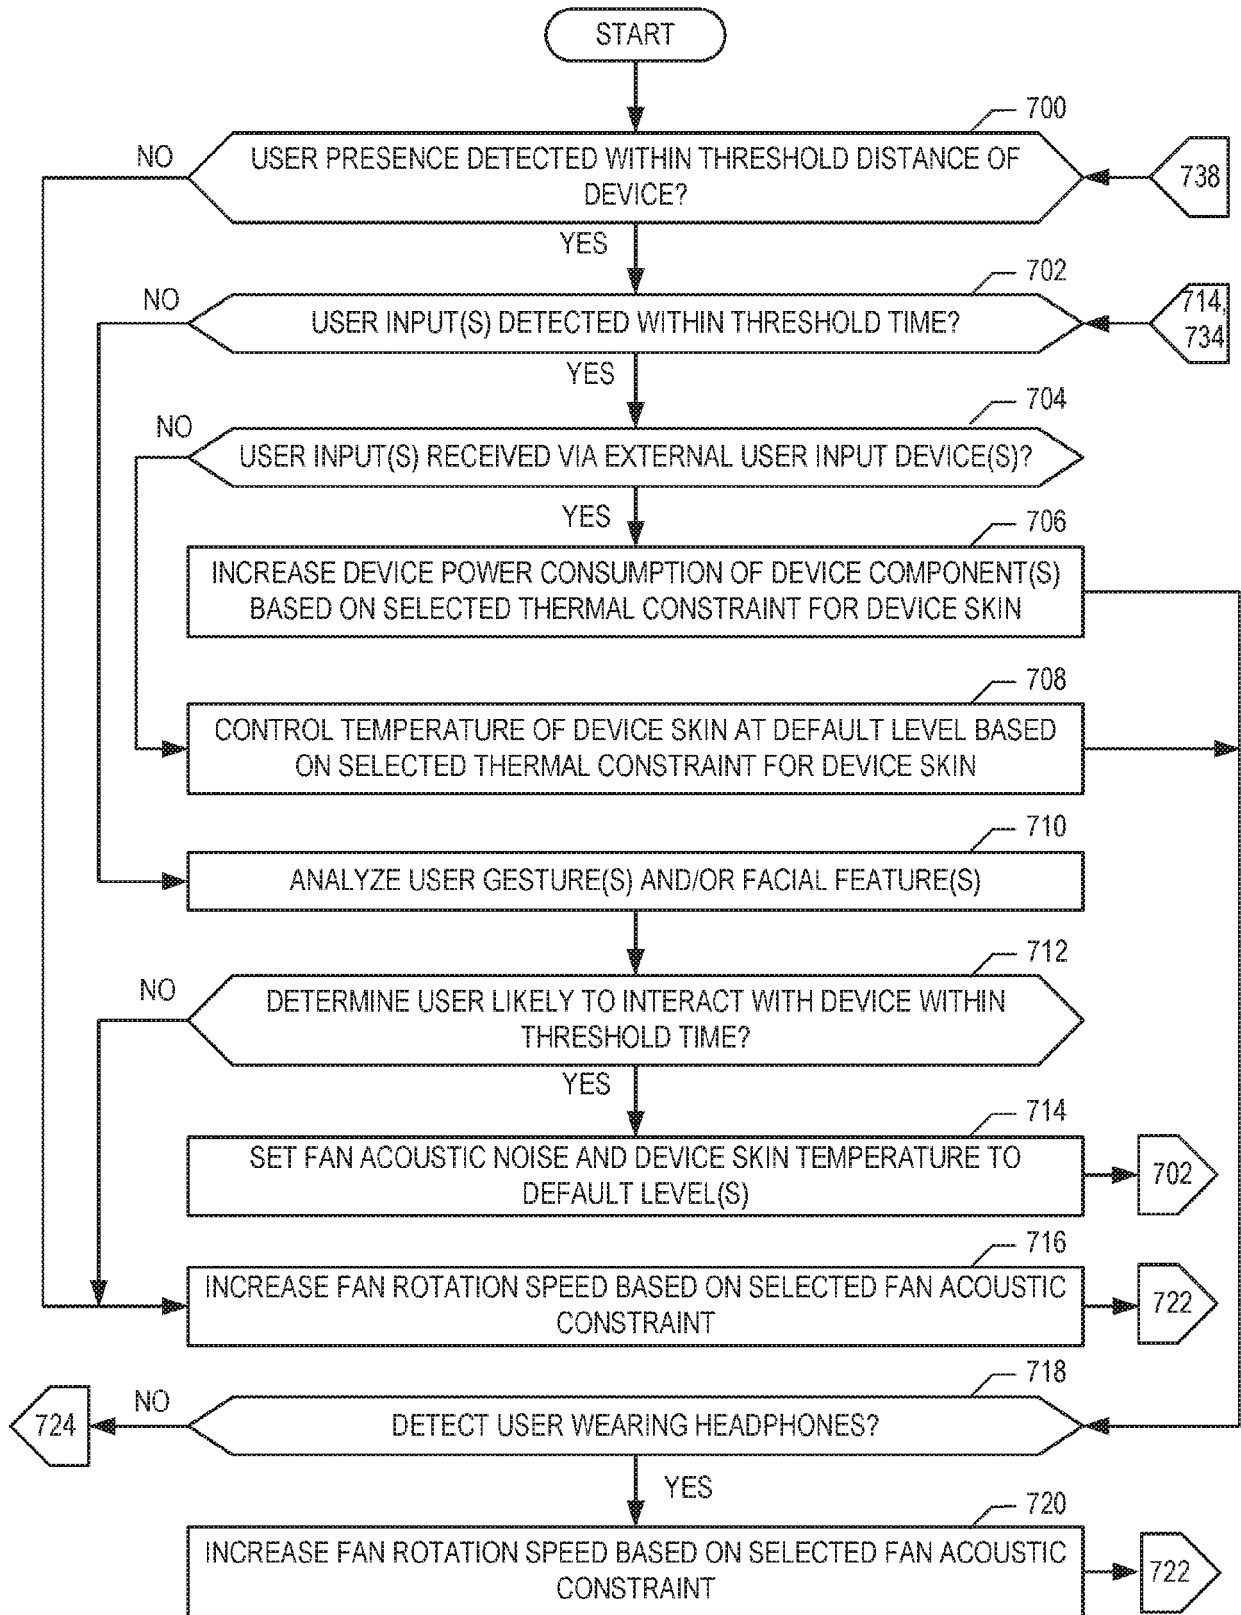 START
700
NO
USER PRESENCE DETECTED WITHIN THRESHOLD DISTANCE OF
DEVICE?
738
YES
702
NO
USER INPUT(S) DETECTED WITHIN THRESHOLD TIME?
714,
734
YES
704
NO
USER INPUT(S) RECEIVED VIA EXTERNAL USER INPUT DEVICE(S)?
YES
706
INCREASE DEVICE POWER CONSUMPTION OF DEVICE COMPONENT(S)
BASED ON SELECTED THERMAL CONSTRAINT FOR DEVICE SKIN
708
CONTROL TEMPERATURE OF DEVICE SKIN AT DEFAULT LEVEL BASED
ON SELECTED THERMAL CONSTRAINT FOR DEVICE SKIN
710
ANALYZE USER GESTURE(S) AND/OR FACIAL FEATURE(S)
712
NO
DETERMINE USER LIKELY TO INTERACT WITH DEVICE WITHIN
THRESHOLD TIME?
YES
714
SET FAN ACOUSTIC NOISE AND DEVICE SKIN TEMPERATURE TO
DEFAULT LEVEL(S)
702
716
INCREASE FAN ROTATION SPEED BASED ON SELECTED FAN ACOUSTIC
CONSTRAINT
722
718
724
NO
DETECT USER WEARING HEADPHONES?
YES
720
INCREASE FAN ROTATION SPEED BASED ON SELECTED FAN ACOUSTIC
CONSTRAINT
722